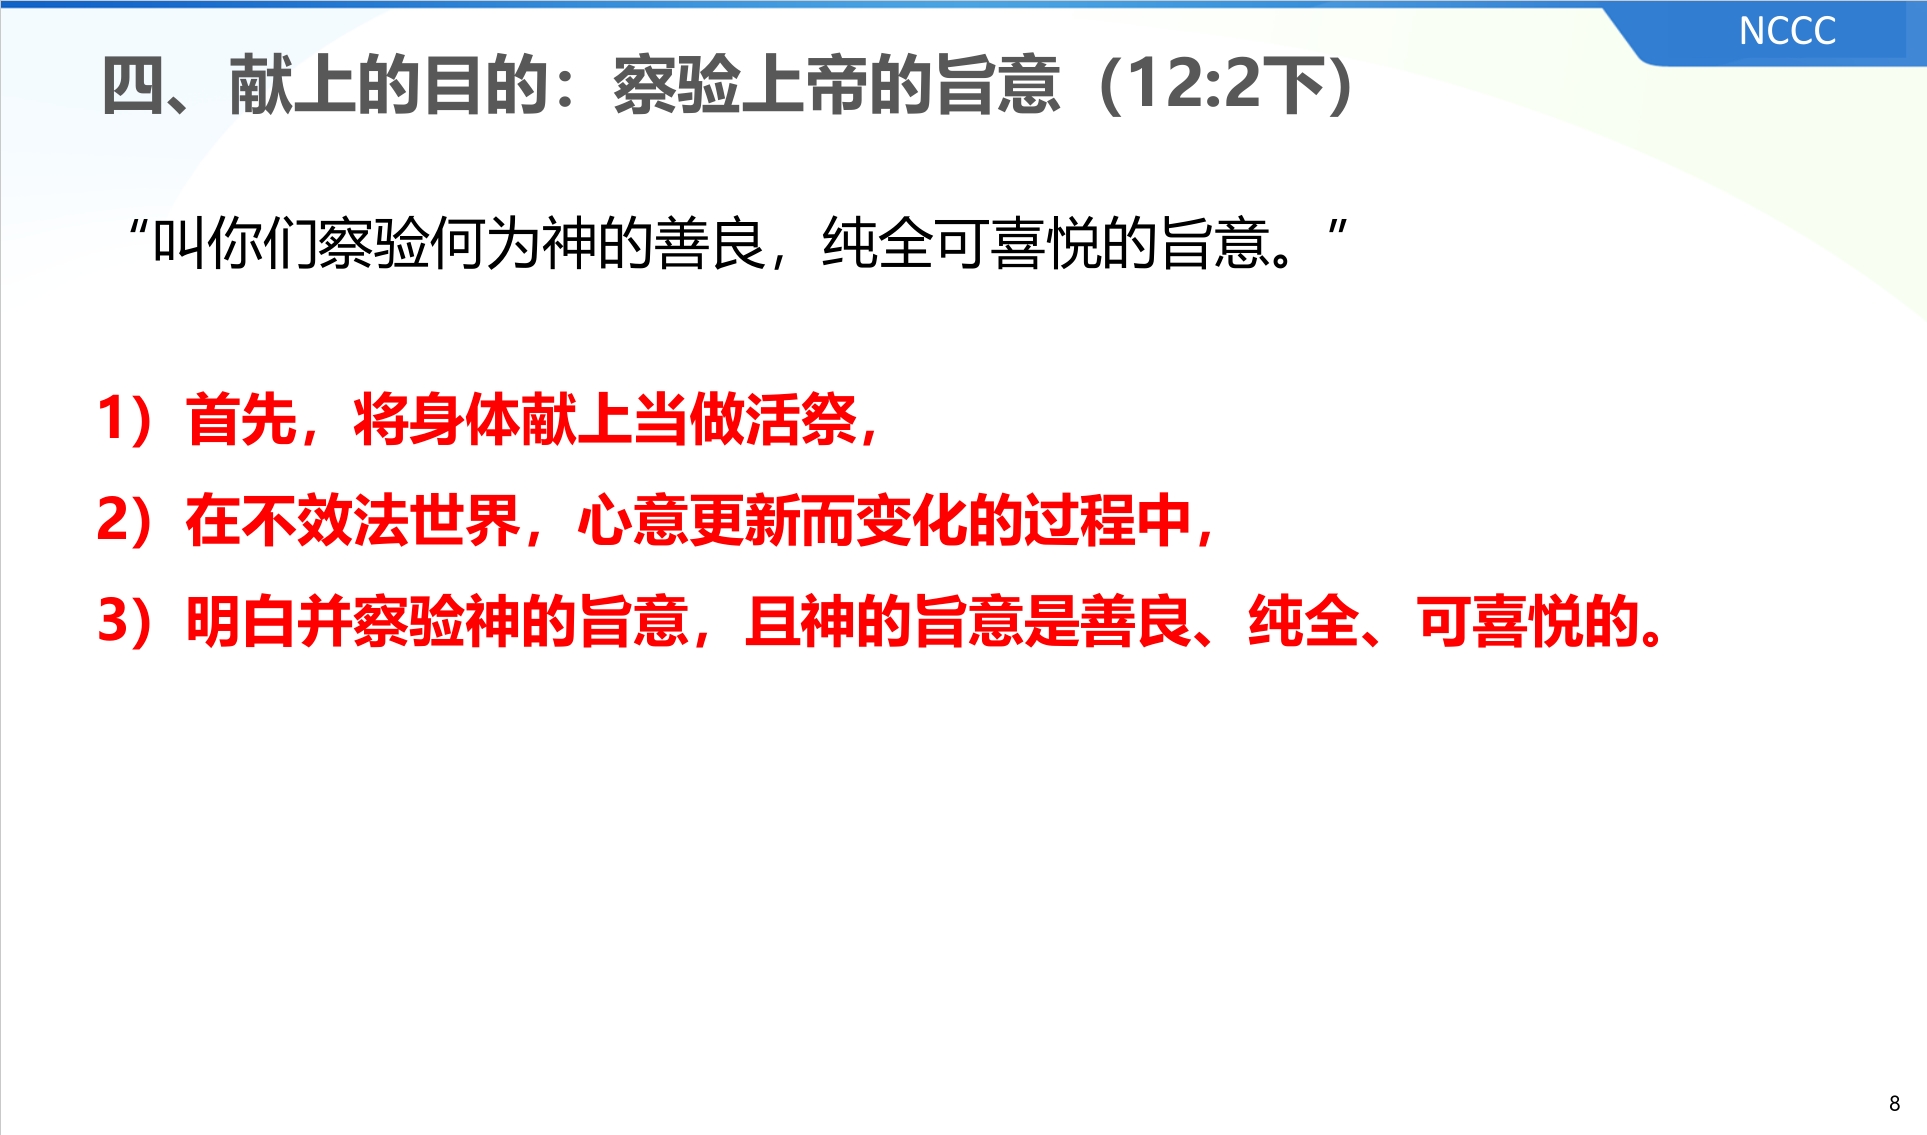 NCCC
四、献上的目的：察验上帝的旨意（12:2下）
“叫你们察验何为神的善良，纯全可喜悦的旨意。”
1）首先，将身体献上当做活祭，
2）在不效法世界，心意更新而变化的过程中，
3）明白并察验神的旨意，且神的旨意是善良、纯全、可喜悦的。
8